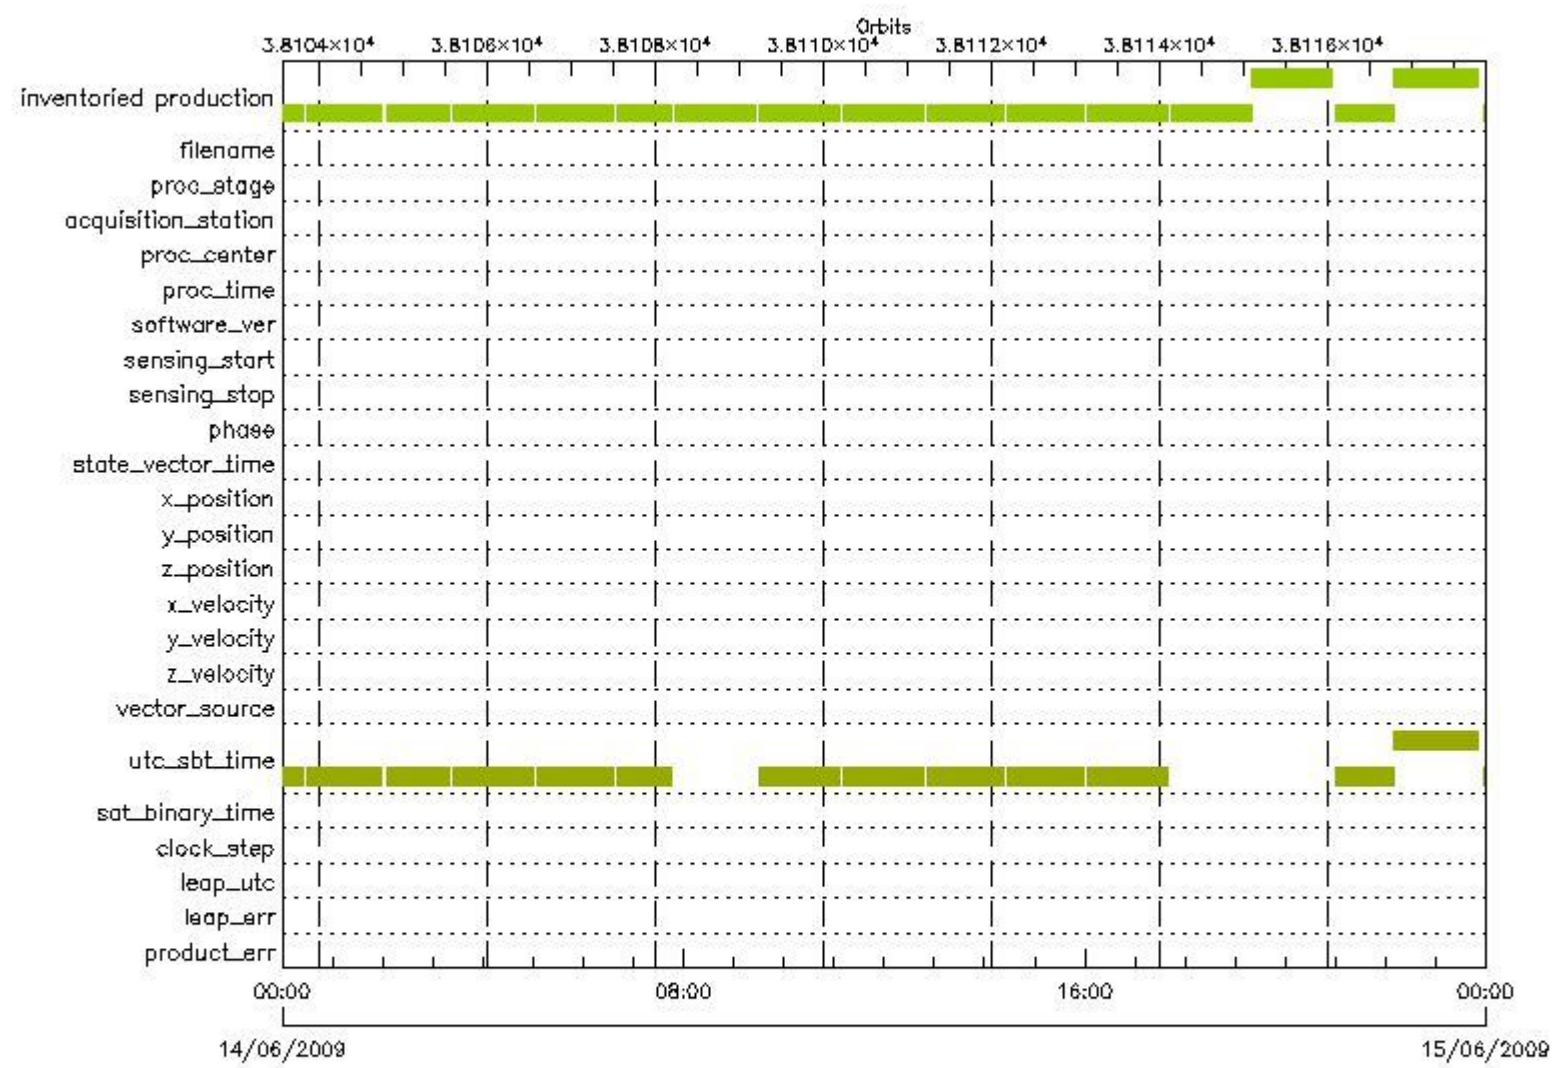 Orbits
3.8104×10⁴ 3.8106×10⁴ 3.8108×10⁴ 3.8110×10⁴ 3.8112×10⁴ 3.8114×10⁴ 3.8116×10⁴
inventoried production
filename
proc_stage
acquisition_station
proc_center
proc_time
software_ver
sensing_start
sensing_stop
phase
state_vector_time
x_position
y_position
z_position
x_velocity
y_velocity
z_velocity
vector_source
utc_sbt_time
sat_binary_time
clock_step
leap_utc
leap_err
product_err
00:00 08:00 16:00 00:00
14/06/2009 15/06/2009